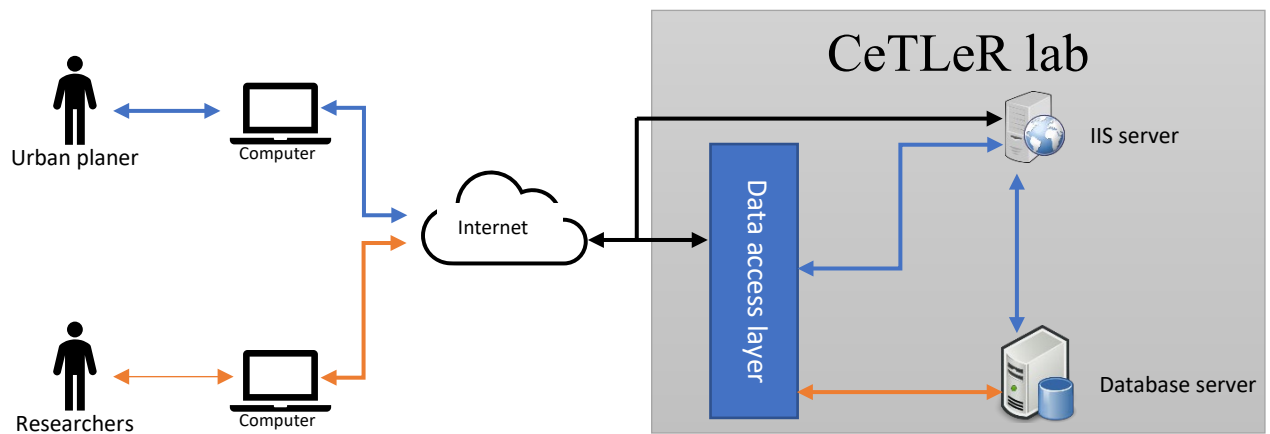 CeTLeR lab
IIS server
Urban planer
Computer
Internet
Data access layer
Database server
Researchers
Computer